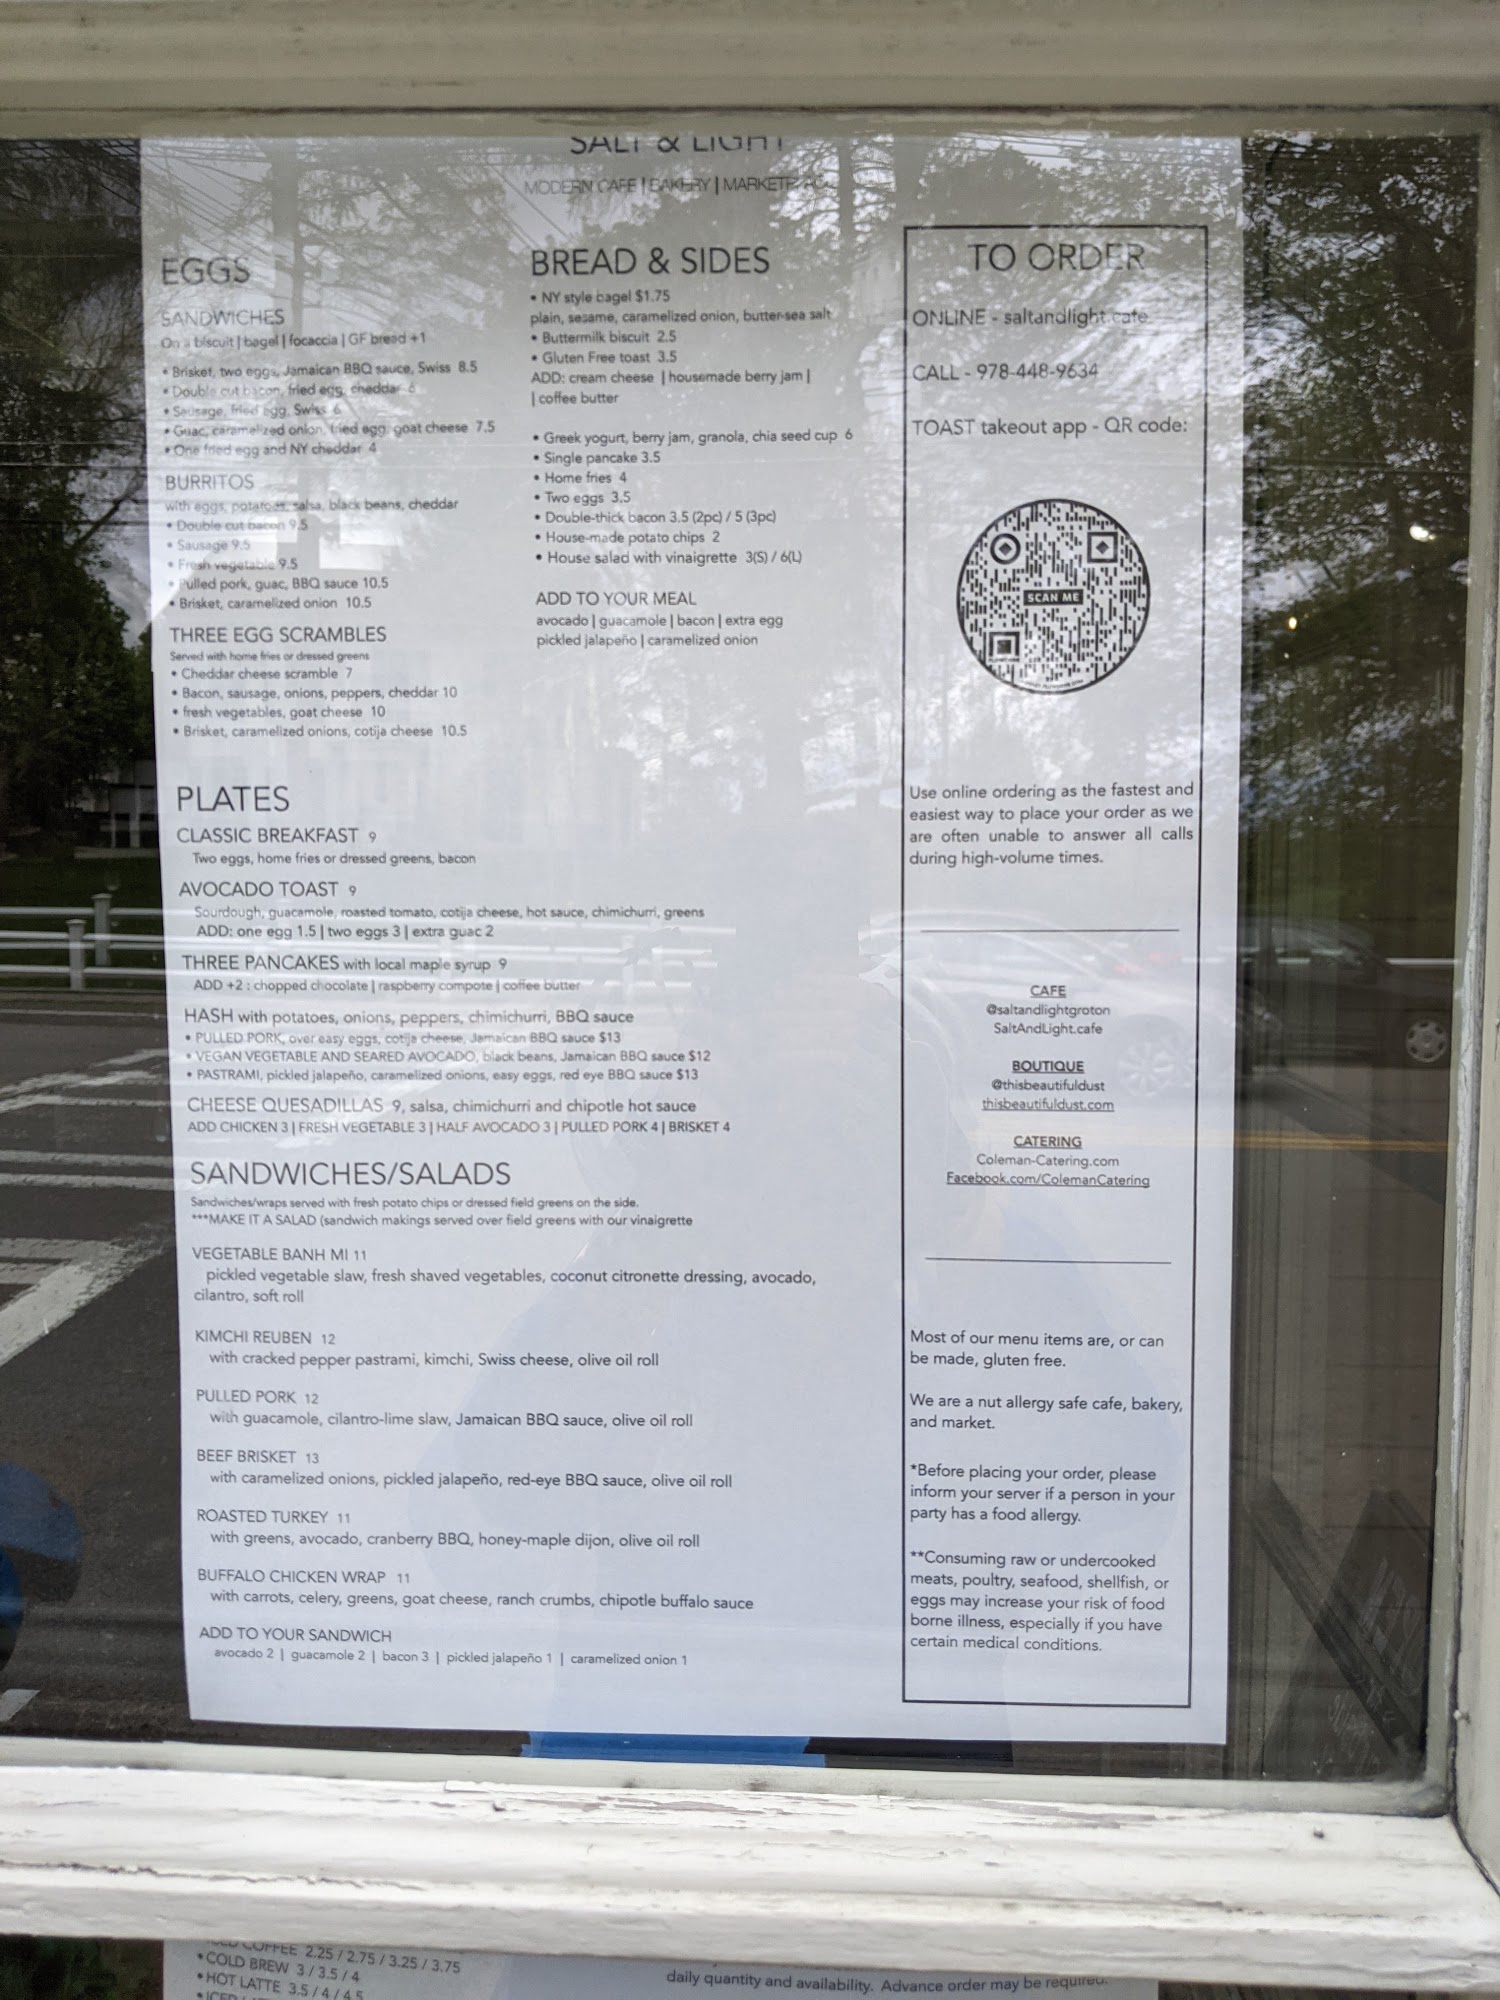 SALT & LIGHT
MODERN CAFE | BAKERY | MARKETPLACE
EGGS
SANDWICHES
On a biscuit | bagel | focaccia | GF bread +1
• Brisket, two eggs, Jamaican BBQ sauce, Swiss 8.5
• Double cut bacon, fried egg, cheddar 6
• Sausage, fried egg, Swiss 6
• Guac, caramelized onion, fried egg, goat cheese 7.5
• One fried egg and NY cheddar 4
BURRITOS
with eggs, potatoes, salsa, black beans, cheddar
• Double cut bacon 9.5
• Sausage 9.5
• Fresh vegetable 9.5
• Pulled pork, guac, BBQ sauce 10.5
• Brisket, caramelized onion 10.5
THREE EGG SCRAMBLES
Served with home fries or dressed greens
• Cheddar cheese scramble 7
• Bacon, sausage, onions, peppers, cheddar 10
• fresh vegetables, goat cheese 10
• Brisket, caramelized onions, cotija cheese 10.5
BREAD & SIDES
• NY style bagel $1.75
plain, sesame, caramelized onion, butter-sea salt
• Buttermilk biscuit 2.5
• Gluten Free toast 3.5
ADD: cream cheese | housemade berry jam |
| coffee butter
• Greek yogurt, berry jam, granola, chia seed cup 6
• Single pancake 3.5
• Home fries 4
• Two eggs 3.5
• Double-thick bacon 3.5 (2pc) / 5 (3pc)
• House-made potato chips 2
• House salad with vinaigrette 3(S) / 6(L)
ADD TO YOUR MEAL
avocado | guacamole | bacon | extra egg
pickled jalapeño | caramelized onion
PLATES
CLASSIC BREAKFAST 9
Two eggs, home fries or dressed greens, bacon
AVOCADO TOAST 9
Sourdough, guacamole, roasted tomato, cotija cheese, hot sauce, chimichurri, greens
ADD: one egg 1.5 | two eggs 3 | extra guac 2
THREE PANCAKES with local maple syrup 9
ADD +2 : chopped chocolate | raspberry compote | coffee butter
HASH with potatoes, onions, peppers, chimichurri, BBQ sauce
• PULLED PORK, over easy eggs, cotija cheese, Jamaican BBQ sauce $13
• VEGAN VEGETABLE AND SEARED AVOCADO, black beans, Jamaican BBQ sauce $12
• PASTRAMI, pickled jalapeño, caramelized onions, easy eggs, red eye BBQ sauce $13
CHEESE QUESADILLAS 9, salsa, chimichurri and chipotle hot sauce
ADD CHICKEN 3 | FRESH VEGETABLE 3 | HALF AVOCADO 3 | PULLED PORK 4 | BRISKET 4
SANDWICHES/SALADS
Sandwiches/wraps served with fresh potato chips or dressed field greens on the side.
***MAKE IT A SALAD (sandwich makings served over field greens with our vinaigrette
VEGETABLE BANH MI 11
pickled vegetable slaw, fresh shaved vegetables, coconut citronette dressing, avocado,
cilantro, soft roll
KIMCHI REUBEN 12
with cracked pepper pastrami, kimchi, Swiss cheese, olive oil roll
PULLED PORK 12
with guacamole, cilantro-lime slaw, Jamaican BBQ sauce, olive oil roll
BEEF BRISKET 13
with caramelized onions, pickled jalapeño, red-eye BBQ sauce, olive oil roll
ROASTED TURKEY 11
with greens, avocado, cranberry BBQ, honey-maple dijon, olive oil roll
BUFFALO CHICKEN WRAP 11
with carrots, celery, greens, goat cheese, ranch crumbs, chipotle buffalo sauce
ADD TO YOUR SANDWICH
avocado 2 | guacamole 2 | bacon 3 | pickled jalapeño 1 | caramelized onion 1
TO ORDER
ONLINE - saltandlight.cafe
CALL - 978-448-9634
TOAST takeout app - QR code:
SCAN ME
Use online ordering as the fastest and
easiest way to place your order as we
are often unable to answer all calls
during high-volume times.
CAFE
@saltandlightgroton
SaltAndLight.cafe
BOUTIQUE
@thisbeautifuldust
thisbeautifuldust.com
CATERING
Coleman-Catering.com
Facebook.com/ColemanCatering
Most of our menu items are, or can
be made, gluten free.
We are a nut allergy safe cafe, bakery,
and market.
*Before placing your order, please
inform your server if a person in your
party has a food allergy.
**Consuming raw or undercooked
meats, poultry, seafood, shellfish, or
eggs may increase your risk of food
borne illness, especially if you have
certain medical conditions.
ICED COFFEE 2.25 / 2.75 / 3.25 / 3.75
• COLD BREW 3 / 3.5 / 4
• HOT LATTE 3.5 / 4 / 4.5
daily quantity and availability. Advance order may be required.